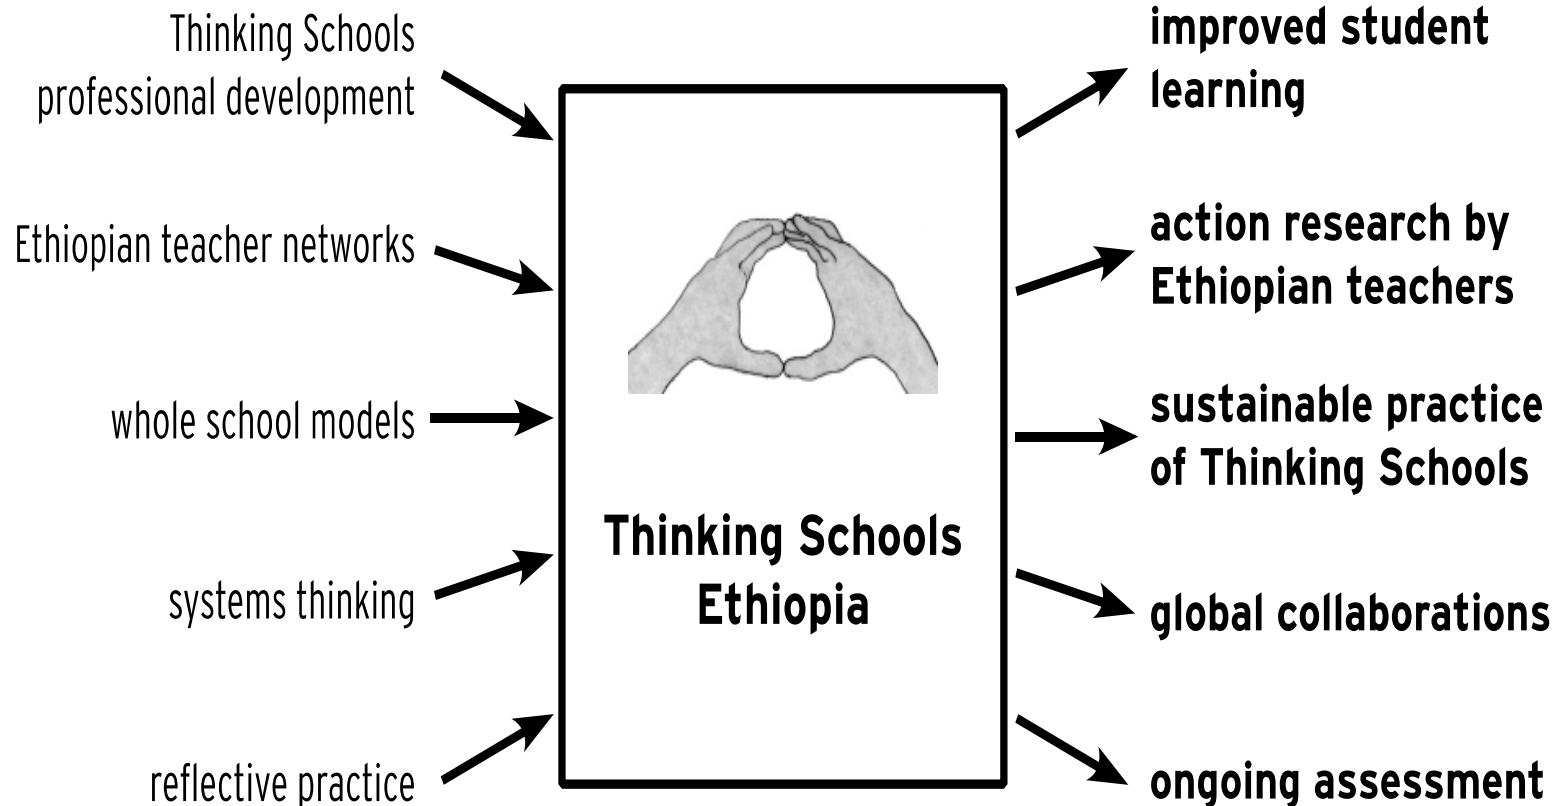 Thinking Schools
professional development
Ethiopian teacher networks
whole school models
systems thinking
reflective practice
Thinking Schools
Ethiopia
improved student
learning
action research by
Ethiopian teachers
sustainable practice
of Thinking Schools
global collaborations
ongoing assessment